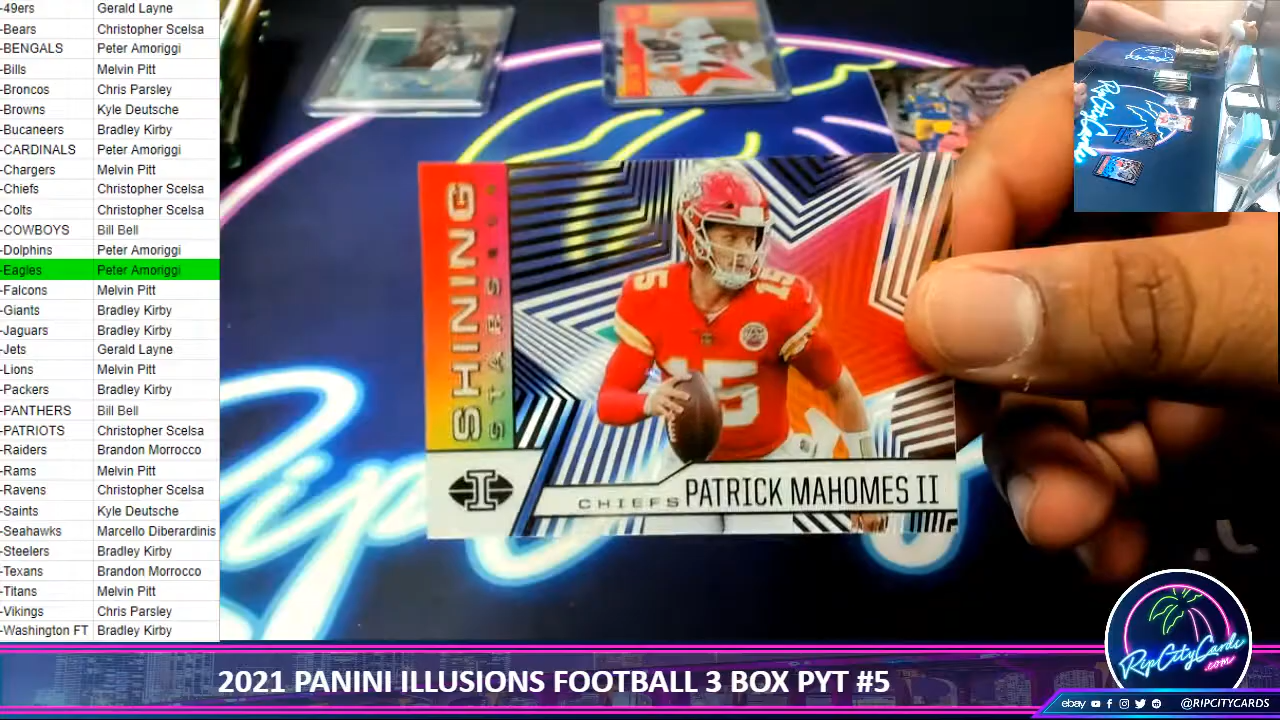 -49ers Gerald Layne
-Bears Christopher Scelsa
-BENGALS Peter Amoriggi
-Bills Melvin Pitt
-Broncos Chris Parsley
-Browns Kyle Deutsche
-Bucaneers Bradley Kirby
-CARDINALS Peter Amoriggi
-Chargers Melvin Pitt
-Chiefs Christopher Scelsa
-Colts Christopher Scelsa
-COWBOYS Bill Bell
-Dolphins Peter Amoriggi
-Eagles Peter Amoriggi
-Falcons Melvin Pitt
-Giants Bradley Kirby
-Jaguars Bradley Kirby
-Jets Gerald Layne
-Lions Melvin Pitt
-Packers Bradley Kirby
-PANTHERS Bill Bell
-PATRIOTS Christopher Scelsa
-Raiders Brandon Morrocco
-Rams Melvin Pitt
-Ravens Christopher Scelsa
-Saints Kyle Deutsche
-Seahawks Marcello Diberardinis
-Steelers Bradley Kirby
-Texans Brandon Morrocco
-Titans Melvin Pitt
-Vikings Chris Parsley
-Washington FT Bradley Kirby
SHINING
STARS
15
15
15
I
CHIEFS PATRICK MAHOMES II
RipCityCards
.com
2021 PANINI ILLUSIONS FOOTBALL 3 BOX PYT #5
ebay @RIPCITYCARDS